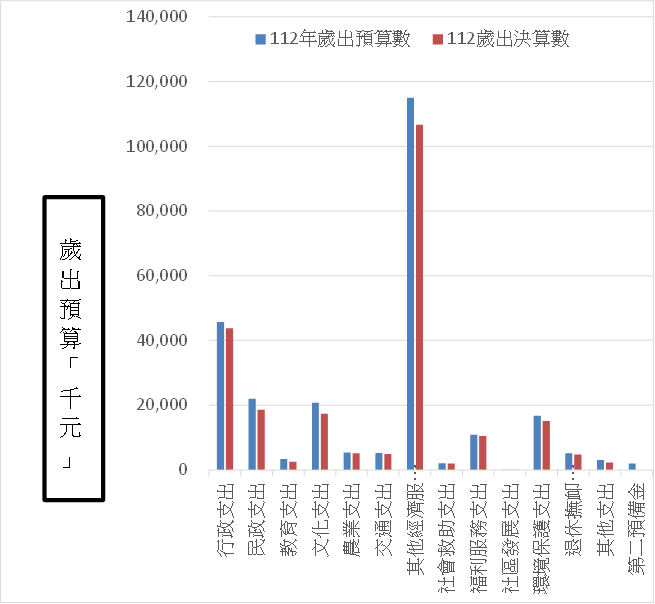 140,000
112年歲出預算數
112歲出決算數
120,000
100,000
80,000
60,000
40,000
20,000
0
歲出預算「千元」
行政支出
民政支出
教育支出
文化支出
農業支出
交通支出
其他經濟服…
社會救助支出
福利服務支出
社區發展支出
環境保護支出
退休撫卹…
其他支出
第二預備金